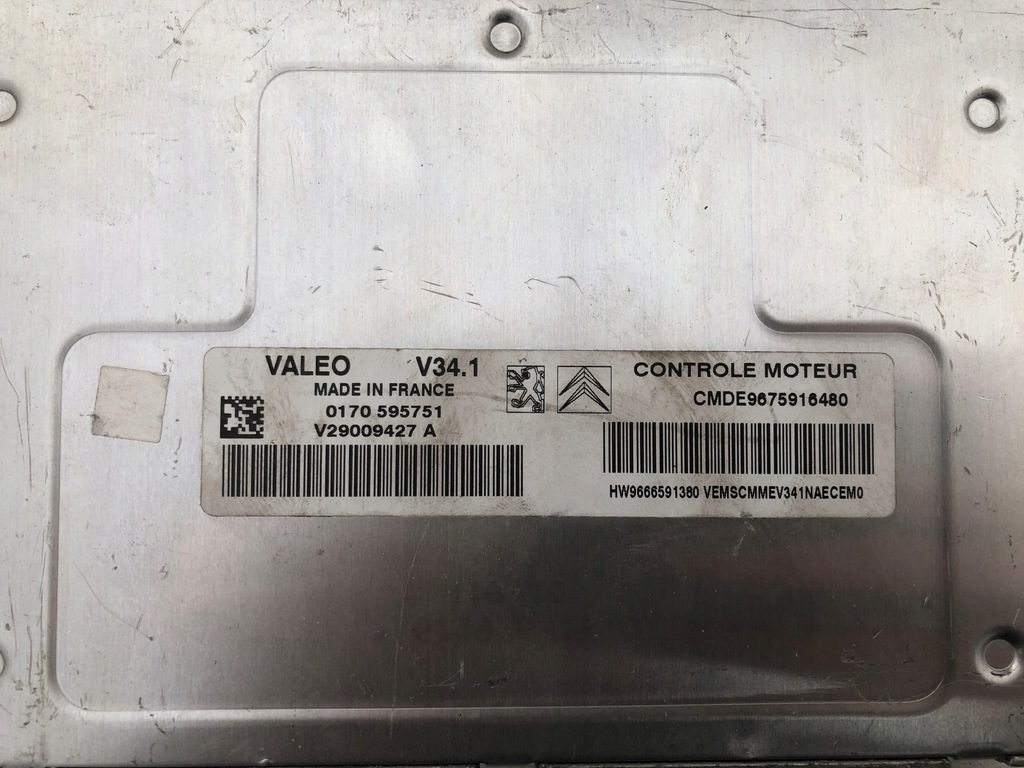 VALEO V34.1
MADE IN FRANCE
0170 595751
V29009427 A
CONTROLE MOTEUR
CMDE9675916480
HW9666591380 VEMSCMMEV341NAECEM0